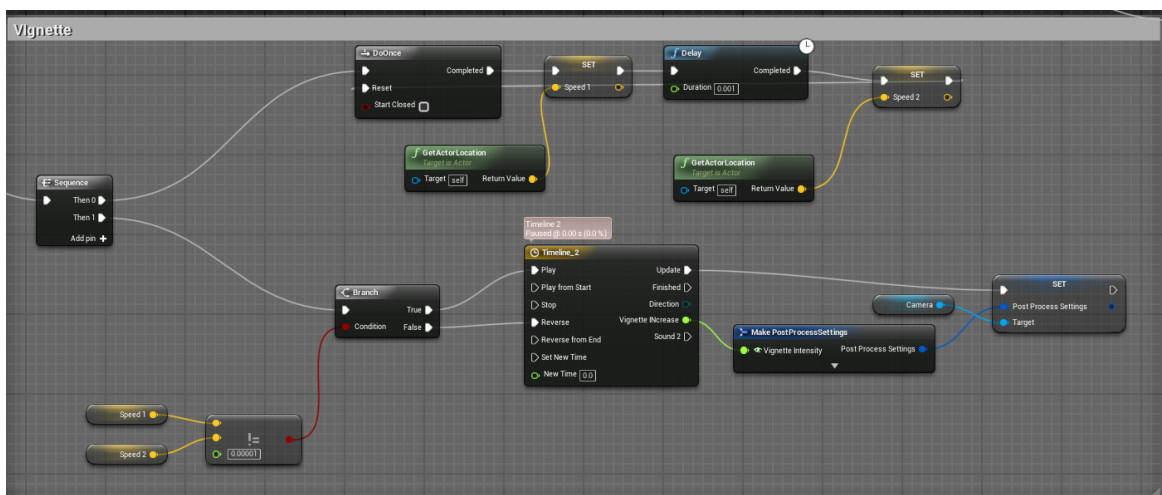 VIgnette
DoOnce
Completed
Reset
Start Closed
SET
Speed 1
Delay
Completed
Duration 0.001
SET
Speed 2
GetActorLocation
Target is Actor
Target self Return Value
GetActorLocation
Target is Actor
Target self Return Value
Sequence
Then 0
Then 1
Add pin +
Timeline 2
Paused @ 0.00 s (0.0 %)
Timeline_2
Play Update
Play from Start Finished
Stop Direction
Reverse Vignette INcrease
Reverse from End Sound 2
Set New Time
New Time 0.0
Branch
True
Condition False
Camera
SET
Post Process Settings
Target
Make PostProcessSettings
Vignette Intensity Post Process Settings
Speed 1
Speed 2
!=
0.00001